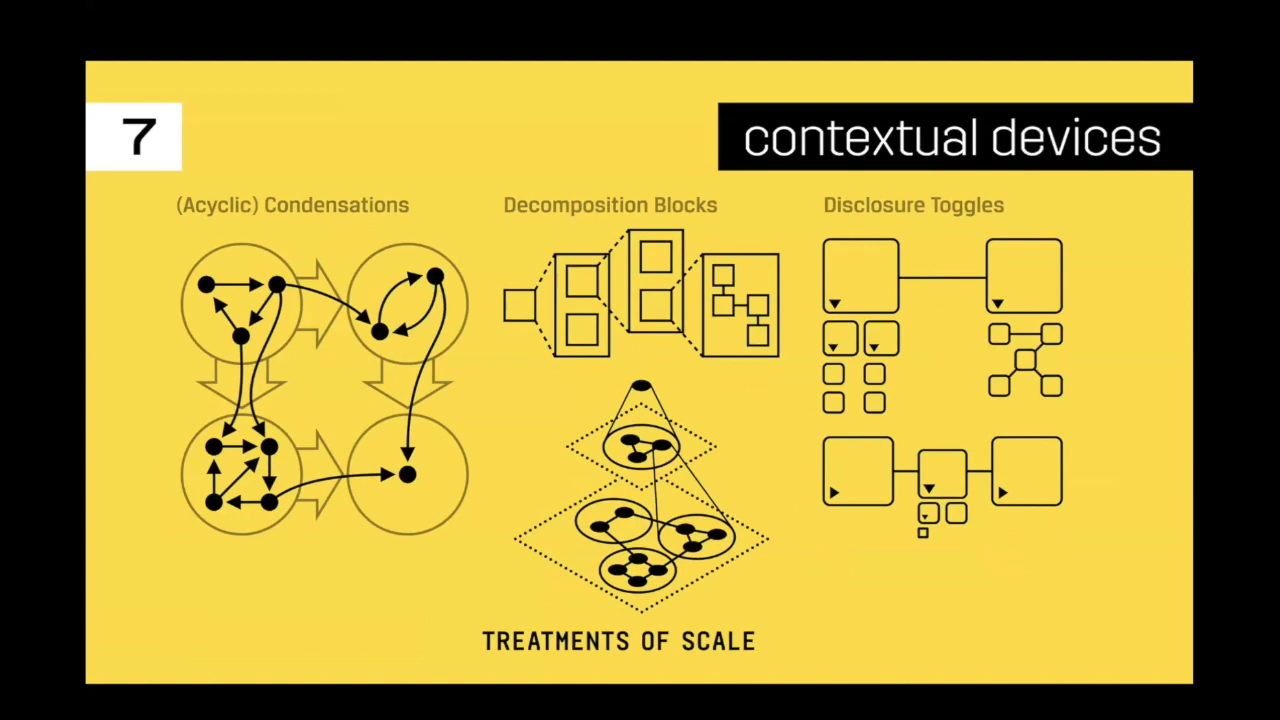 7
contextual devices
(Acyclic) Condensations
Decomposition Blocks
Disclosure Toggles
TREATMENTS OF SCALE